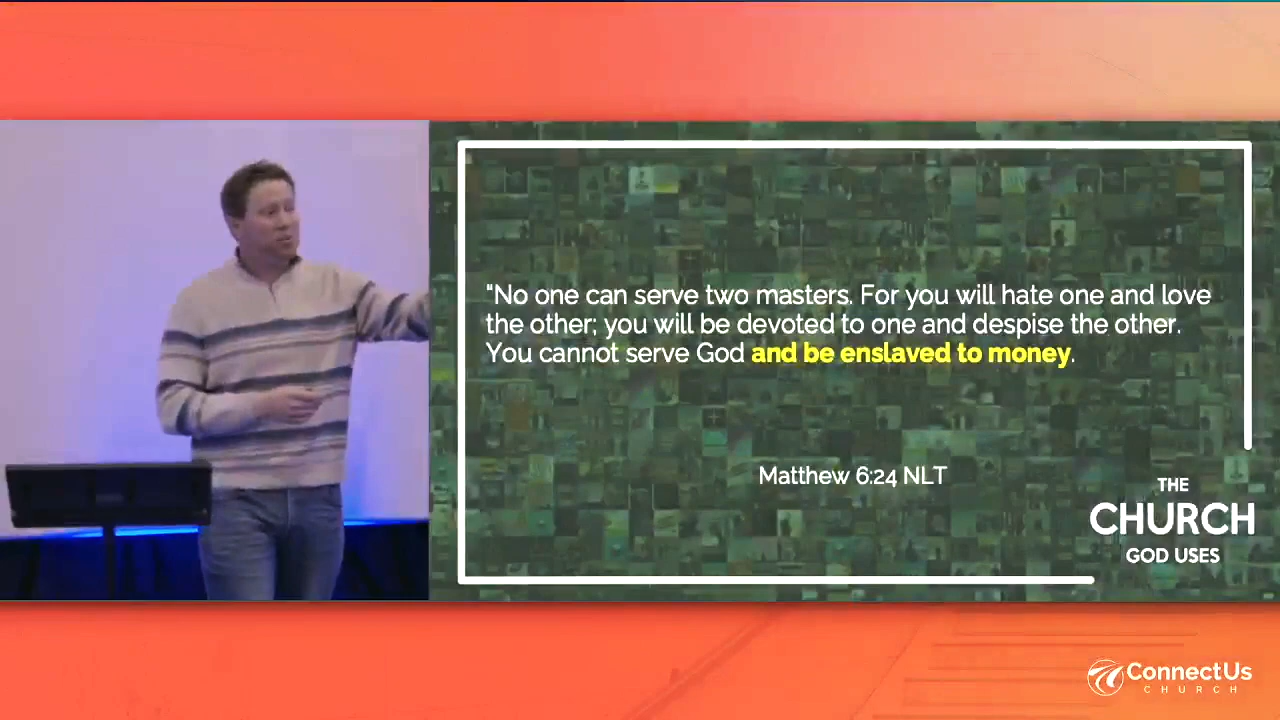 "No one can serve two masters. For you will hate one and love
the other; you will be devoted to one and despise the other.
You cannot serve God and be enslaved to money.
Matthew 6:24 NLT
THE
CHURCH
GOD USES
ConnectUs
CHURCH